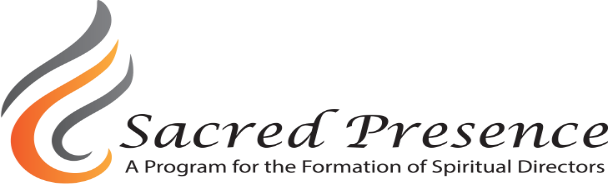 Sacred Presence
A Program for the Formation of Spiritual Directors